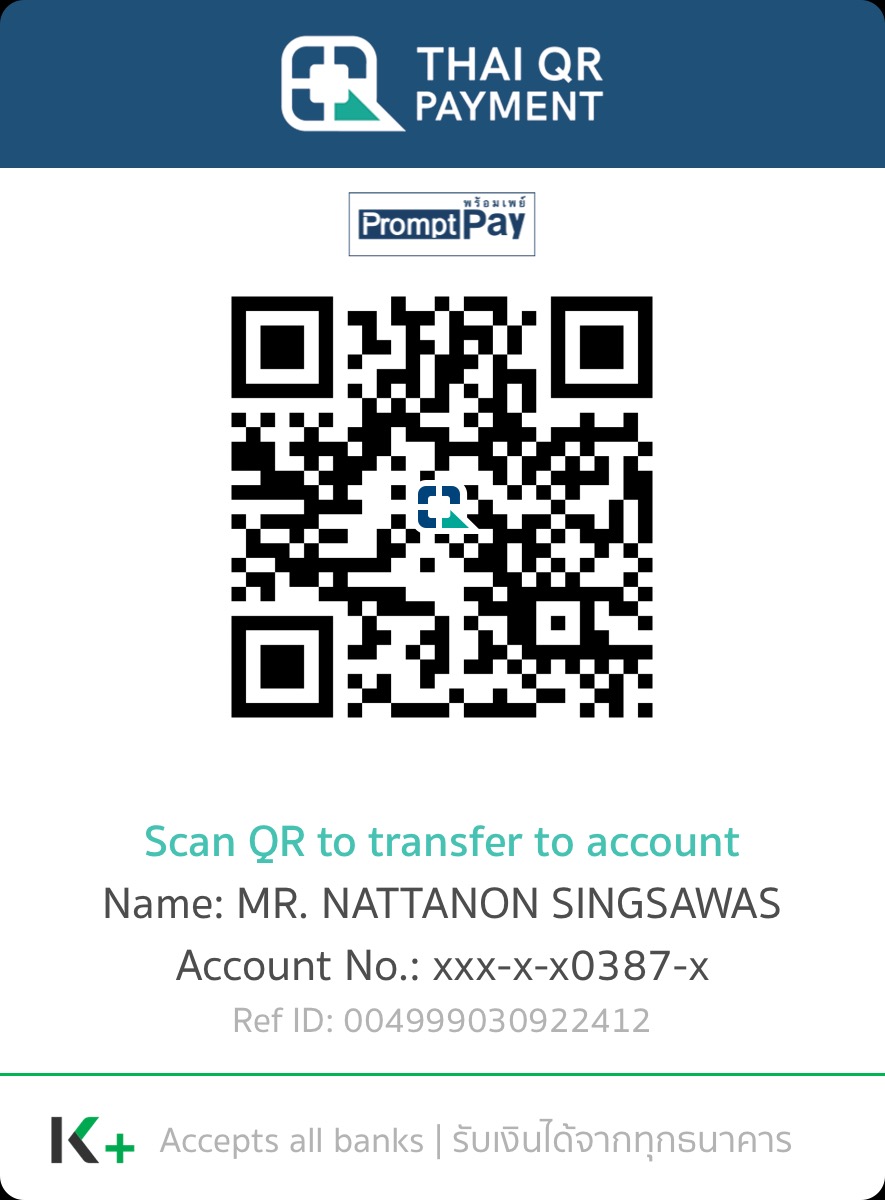 THAI QR
PAYMENT
พร้อมเพย์
PromptPay
Scan QR to transfer to account
Name: MR. NATTANON SINGSAWAS
Account No.: xxx-x-x0387-x
Ref ID: 004999030922412
K+ Accepts all banks | รับเงินได้จากทุกธนาคาร